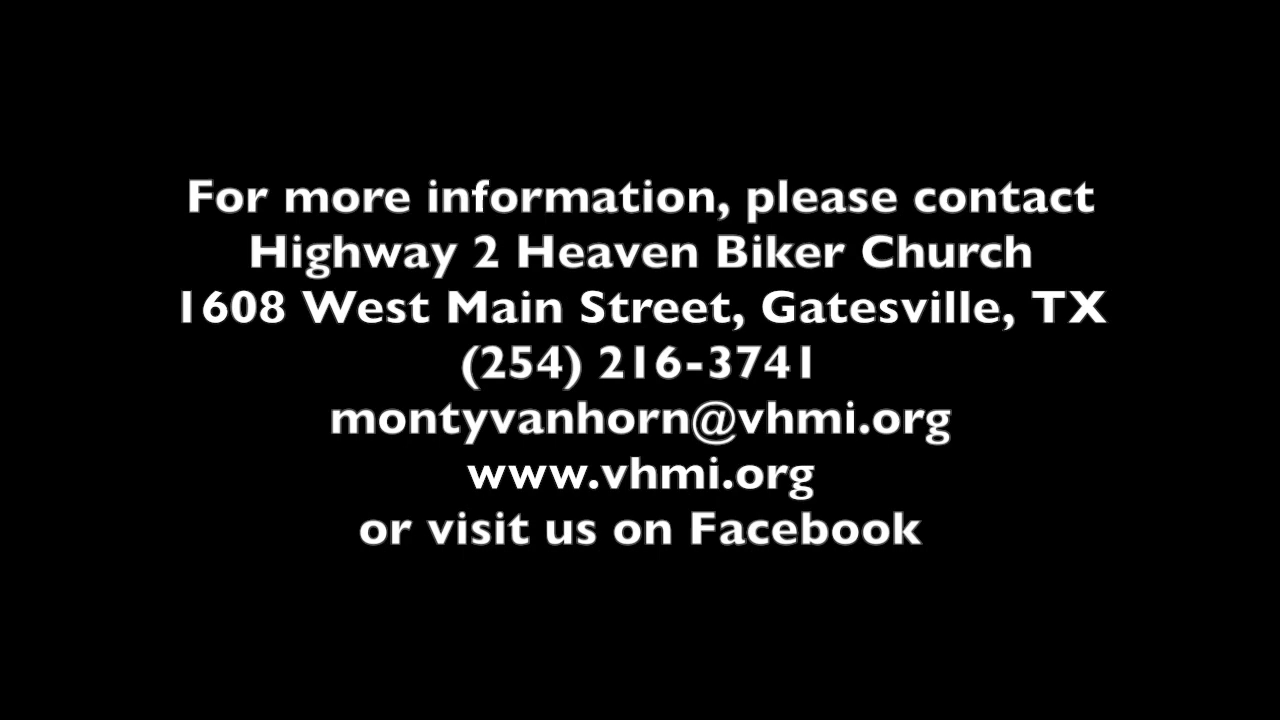 For more information, please contact
Highway 2 Heaven Biker Church
1608 West Main Street, Gatesville, TX
(254) 216-3741
montyvanhorn@vhmi.org
www.vhmi.org
or visit us on Facebook